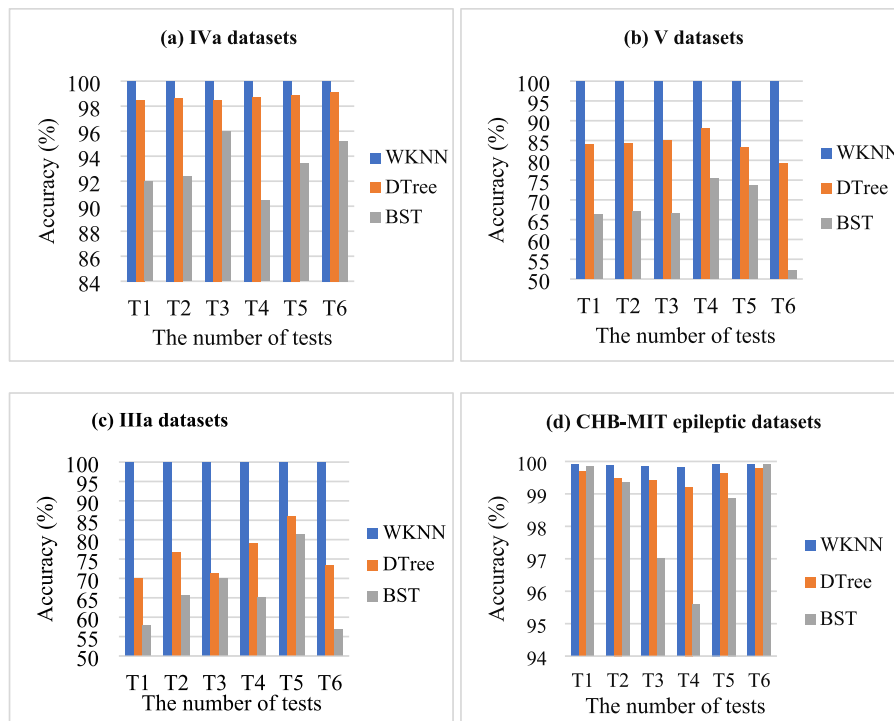 (a) IVa datasets
Accuracy (%)
100
98
96
94
92
90
88
86
84
T1 T2 T3 T4 T5 T6
The number of tests
WKNN
DTree
BST
(b) V datasets
Accuracy (%)
100
95
90
85
80
75
70
65
60
55
50
T1 T2 T3 T4 T5 T6
The number of tests
WKNN
DTree
BST
(c) IIIa datasets
Accuracy (%)
100
95
90
85
80
75
70
65
60
55
50
T1 T2 T3 T4 T5 T6
The number of tests
WKNN
DTree
BST
(d) CHB-MIT epileptic datasets
Accuracy (%)
100
99
98
97
96
95
94
T1 T2 T3 T4 T5 T6
The number of tests
WKNN
DTree
BST